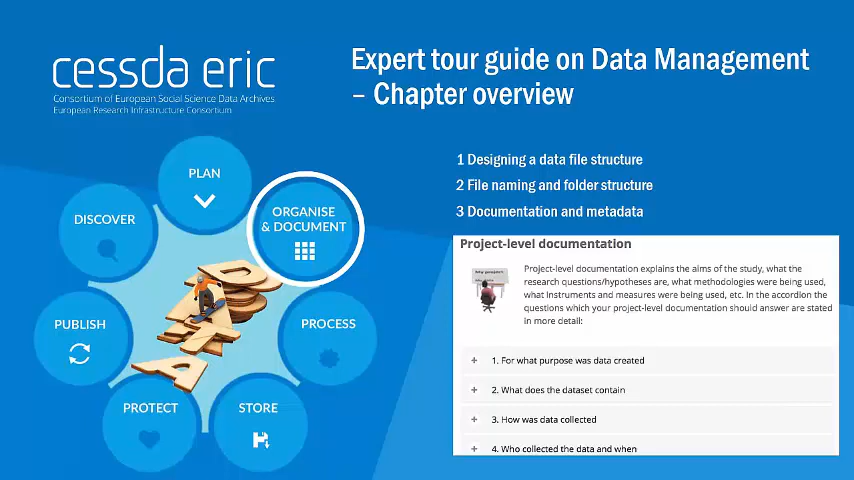 cessda eric
Consortium of European Social Science Data Archives
European Research Infrastructure Consortium
Expert tour guide on Data Management
– Chapter overview
PLAN
ORGANISE
& DOCUMENT
DISCOVER
PROCESS
PUBLISH
STORE
PROTECT
DATA
1 Designing a data file structure
2 File naming and folder structure
3 Documentation and metadata
Project-level documentation
Project-level documentation explains the aims of the study, what the
research questions/hypotheses are, what methodologies were being used,
what instruments and measures were being used, etc. In the accordion the
questions which your project-level documentation should answer are stated
in more detail:
+ 1. For what purpose was data created
+ 2. What does the dataset contain
+ 3. How was data collected
+ 4. Who collected the data and when